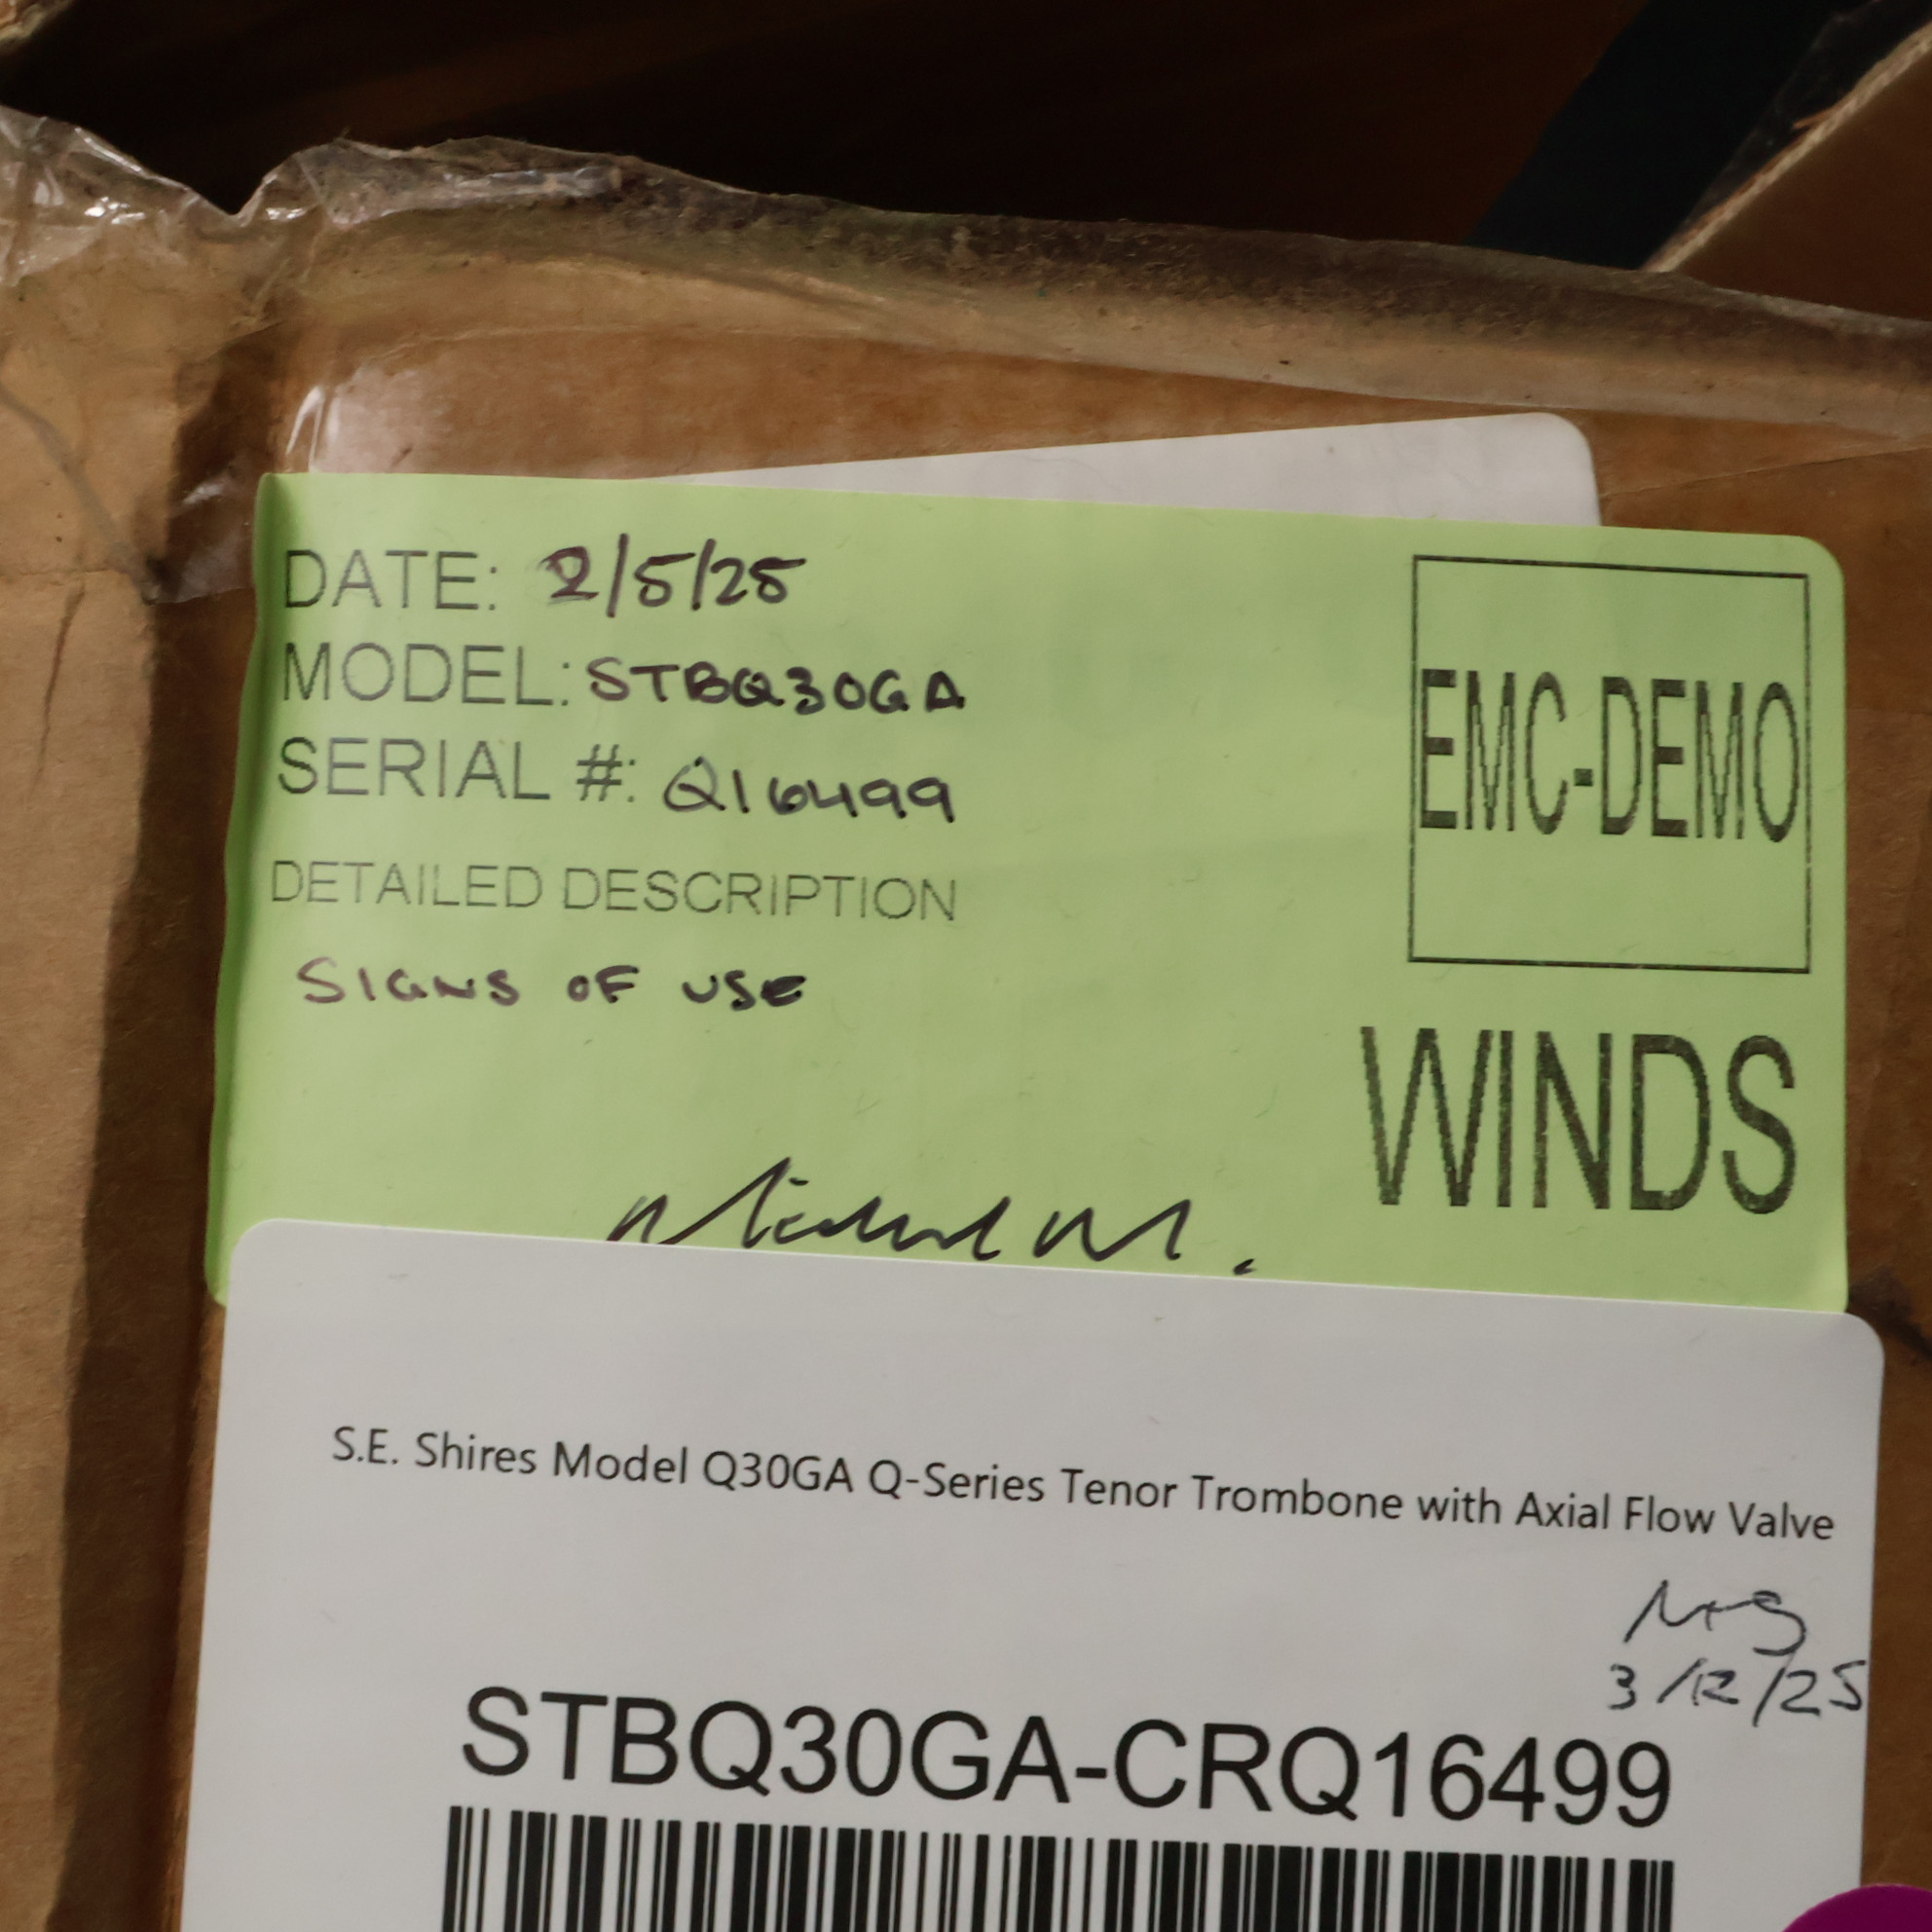 DATE: 2/5/25
MODEL: STBQ30GA
SERIAL #: Q16499
DETAILED DESCRIPTION
SIGNS OF USE
EMC-DEMO
WINDS
Michael M.
S.E. Shires Model Q30GA Q-Series Tenor Trombone with Axial Flow Valve
3/12/25
STBQ30GA-CRQ16499